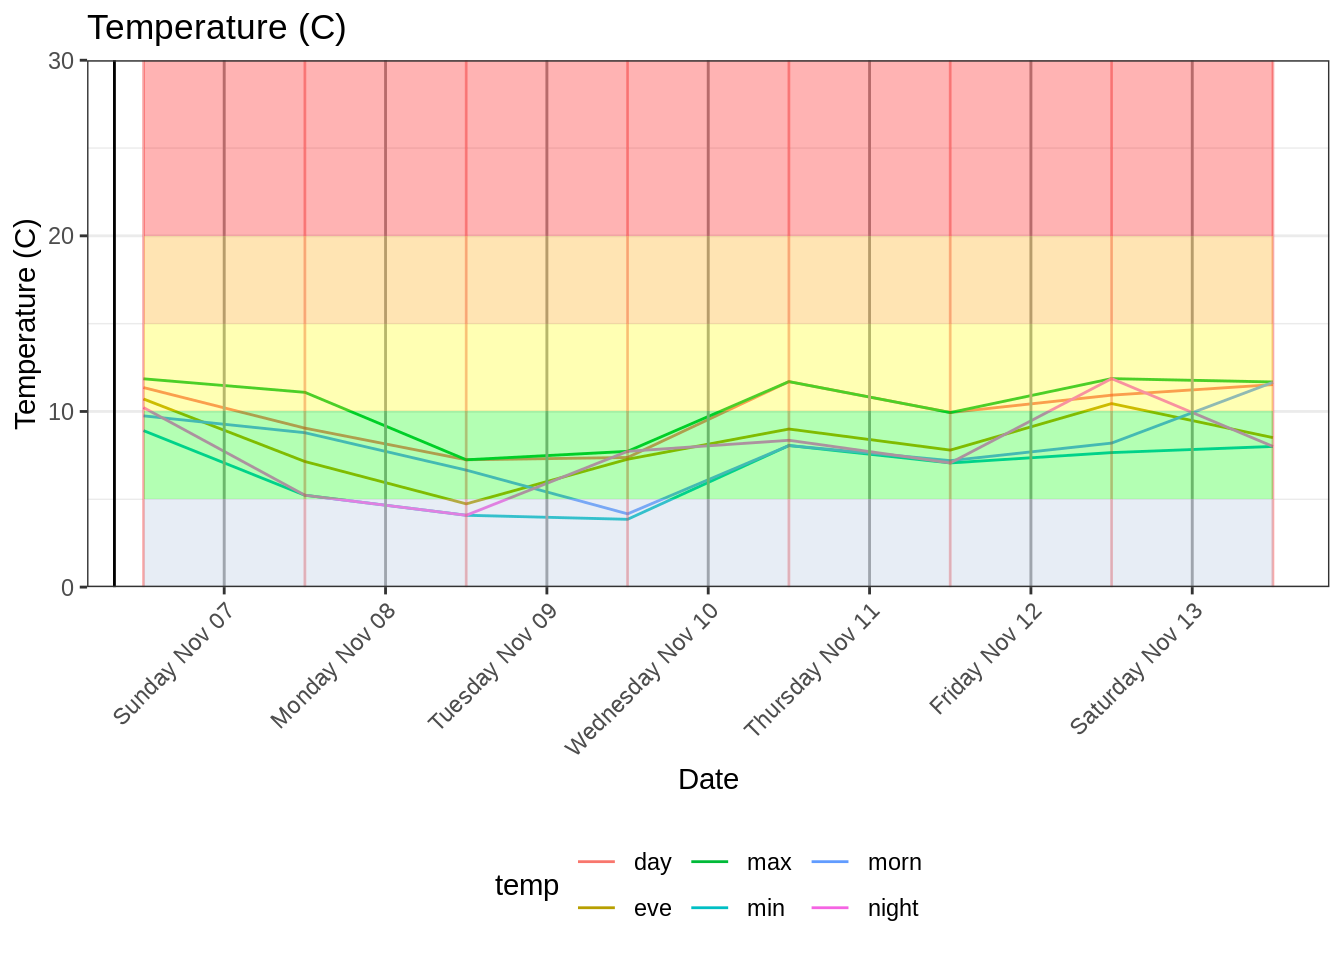 Temperature (C)
Temperature (C)
30
20
10
0
Sunday Nov 07
Monday Nov 08
Tuesday Nov 09
Wednesday Nov 10
Thursday Nov 11
Friday Nov 12
Saturday Nov 13
Date
temp
day max morn
eve min night